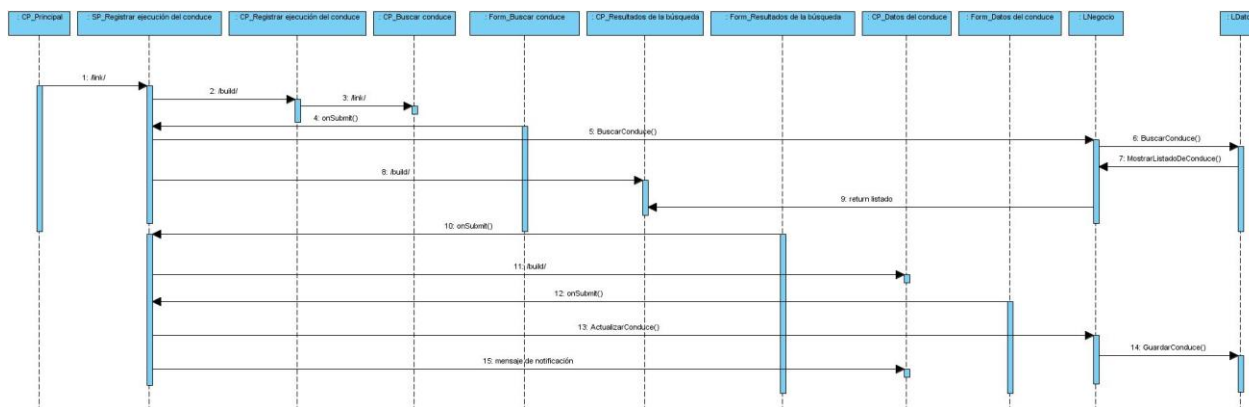 : CP_Principal
: SP_Registrar ejecución del conduce
: CP_Registrar ejecución del conduce
: CP_Buscar conduce
: Form_Buscar conduce
: CP_Resultados de la búsqueda
: Form_Resultados de la búsqueda
: CP_Datos del conduce
: Form_Datos del conduce
: LNegocio
: LDato
1: /link/
2: /build/
3: /link/
4: onSubmit()
5: BuscarConduce()
6: BuscarConduce()
7: MostrarListadoDeConduce()
8: /build/
9: return listado
10: onSubmit()
11: /build/
12: onSubmit()
13: ActualizarConduce()
14: GuardarConduce()
15: mensaje de notificación